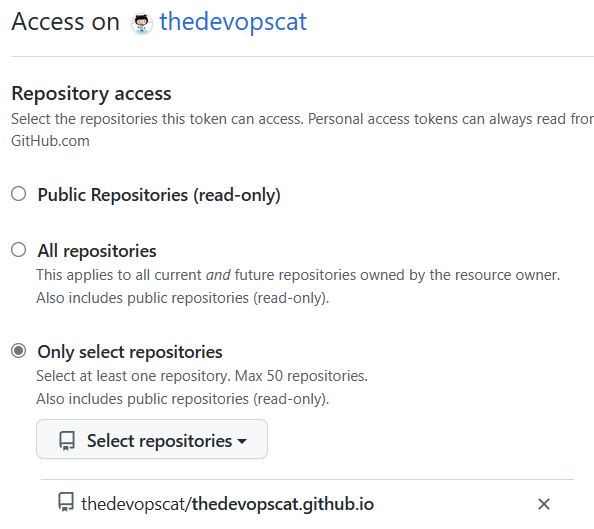 Access on thedevopscat
Repository access
Select the repositories this token can access. Personal access tokens can always read from
GitHub.com
Public Repositories (read-only)
All repositories
This applies to all current and future repositories owned by the resource owner.
Also includes public repositories (read-only).
Only select repositories
Select at least one repository. Max 50 repositories.
Also includes public repositories (read-only).
Select repositories
thedevopscat/thedevopscat.github.io